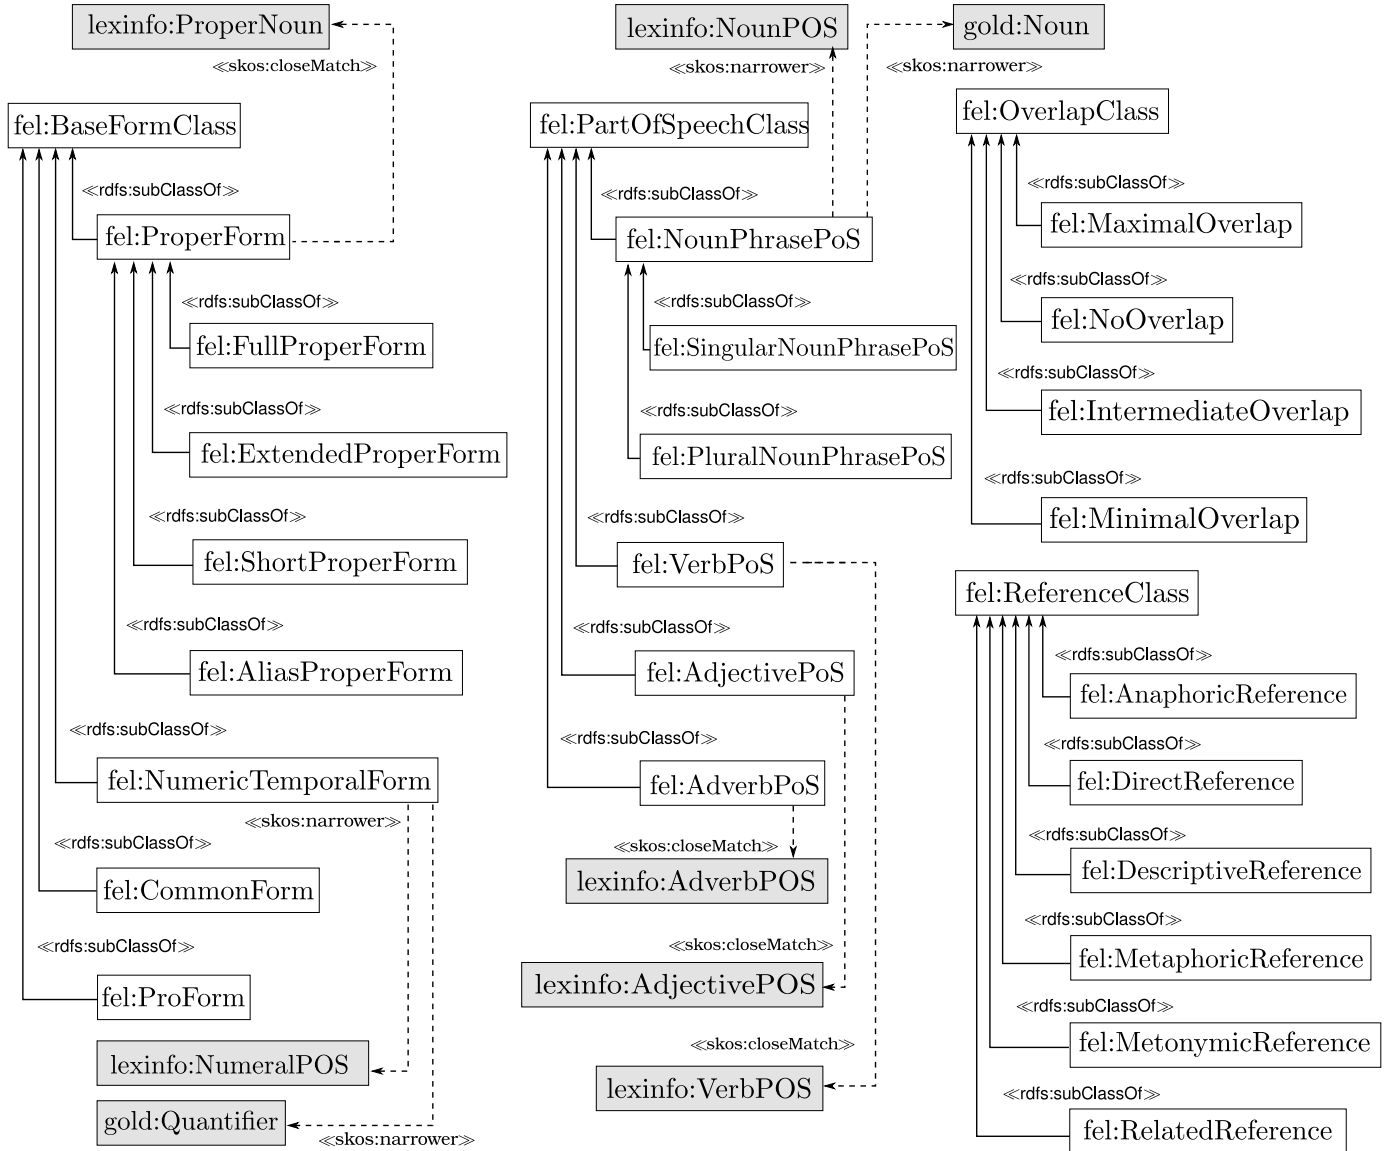 lexinfo:ProperNoun
≪skos:closeMatch≫
fel:BaseFormClass
≪rdfs:subClassOf≫
fel:ProperForm
≪rdfs:subClassOf≫
fel:FullProperForm
≪rdfs:subClassOf≫
fel:ExtendedProperForm
≪rdfs:subClassOf≫
fel:ShortProperForm
≪rdfs:subClassOf≫
fel:AliasProperForm
≪rdfs:subClassOf≫
fel:NumericTemporalForm
≪skos:narrower≫
≪rdfs:subClassOf≫
fel:CommonForm
≪rdfs:subClassOf≫
fel:ProForm
lexinfo:NumeralPOS
gold:Quantifier
≪skos:narrower≫
lexinfo:NounPOS
≪skos:narrower≫
gold:Noun
≪skos:narrower≫
fel:PartOfSpeechClass
≪rdfs:subClassOf≫
fel:NounPhrasePoS
≪rdfs:subClassOf≫
fel:SingularNounPhrasePoS
≪rdfs:subClassOf≫
fel:PluralNounPhrasePoS
≪rdfs:subClassOf≫
fel:VerbPoS
≪rdfs:subClassOf≫
fel:AdjectivePoS
≪rdfs:subClassOf≫
fel:AdverbPoS
≪skos:closeMatch≫
lexinfo:AdverbPOS
≪skos:closeMatch≫
lexinfo:AdjectivePOS
≪skos:closeMatch≫
lexinfo:VerbPOS
fel:OverlapClass
≪rdfs:subClassOf≫
fel:MaximalOverlap
≪rdfs:subClassOf≫
fel:NoOverlap
≪rdfs:subClassOf≫
fel:IntermediateOverlap
≪rdfs:subClassOf≫
fel:MinimalOverlap
fel:ReferenceClass
≪rdfs:subClassOf≫
fel:AnaphoricReference
≪rdfs:subClassOf≫
fel:DirectReference
≪rdfs:subClassOf≫
fel:DescriptiveReference
≪rdfs:subClassOf≫
fel:MetaphoricReference
≪rdfs:subClassOf≫
fel:MetonymicReference
≪rdfs:subClassOf≫
fel:RelatedReference